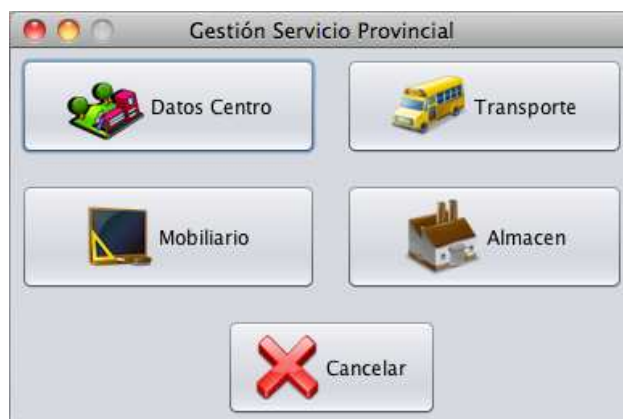 Gestión Servicio Provincial
Datos Centro
Transporte
Mobiliario
Almacen
Cancelar